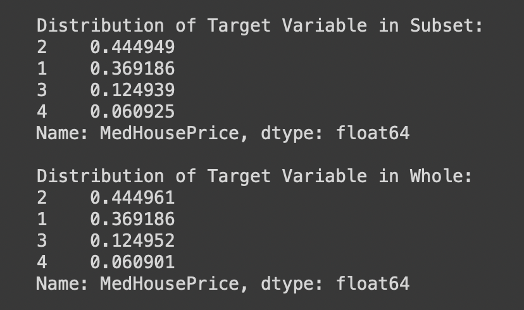 Distribution of Target Variable in Subset:
2    0.444949
1    0.369186
3    0.124939
4    0.060925
Name: MedHousePrice, dtype: float64
Distribution of Target Variable in Whole:
2    0.444961
1    0.369186
3    0.124952
4    0.060901
Name: MedHousePrice, dtype: float64